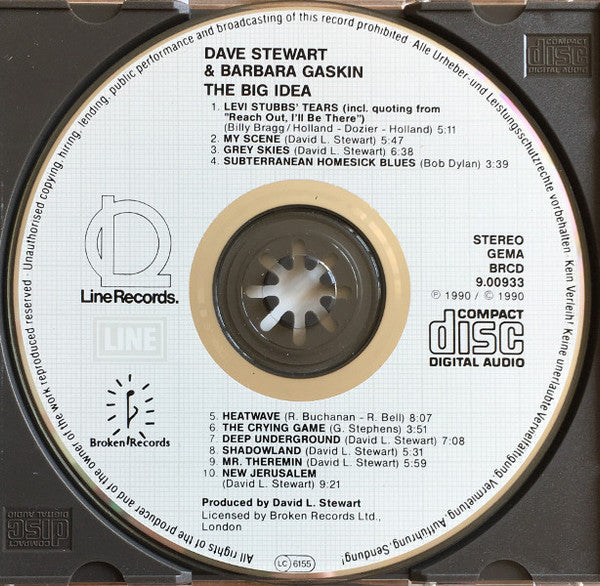 DAVE STEWART
& BARBARA GASKIN
THE BIG IDEA
1. LEVI STUBBS' TEARS (incl. quoting from
"Reach Out, I'll Be There")
(Billy Bragg/Holland - Dozier - Holland) 5:11
2. MY SCENE (David L. Stewart) 5:47
3. GREY SKIES (David L. Stewart) 6:38
4. SUBTERRANEAN HOMESICK BLUES (Bob Dylan) 3:39
Line Records.
LINE
Broken Records
STEREO
GEMA
BRCD
9.00933
℗ 1990 / © 1990
COMPACT
disc
DIGITAL AUDIO
5. HEATWAVE (R. Buchanan - R. Bell) 8:07
6. THE CRYING GAME (G. Stephens) 3:51
7. DEEP UNDERGROUND (David L. Stewart) 7:08
8. SHADOWLAND (David L. Stewart) 5:31
9. MR. THEREMIN (David L. Stewart) 5:59
10. NEW JERUSALEM
(David L. Stewart) 9:21
Produced by David L. Stewart
Licensed by Broken Records Ltd.,
London
LC 6155
All rights of the producer and of the owner of the work reproduced reserved · Unauthorised copying, hiring, lending, public performance and broadcasting of this record prohibited.
Alle Urheber- und Leistungsschutzrechte vorbehalten. Kein Verleih! Keine unerlaubte Vervielfältigung, Vermietung, Aufführung, Sendung!
COMPACT
disc
DIGITAL AUDIO
COMPACT
disc
DIGITAL AUDIO